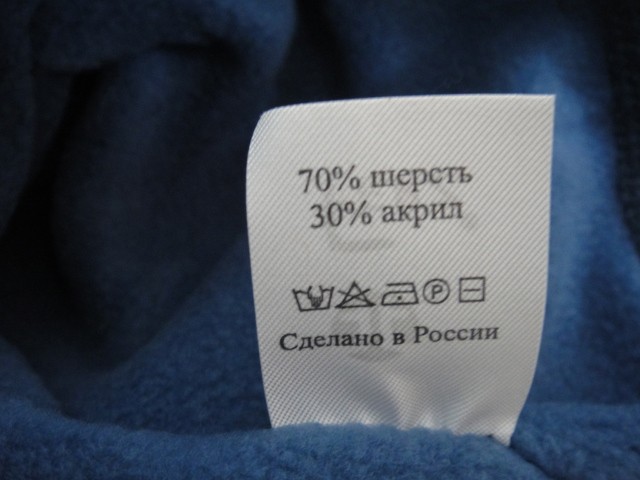 70% шерсть
30% акрил
P
Сделано в России